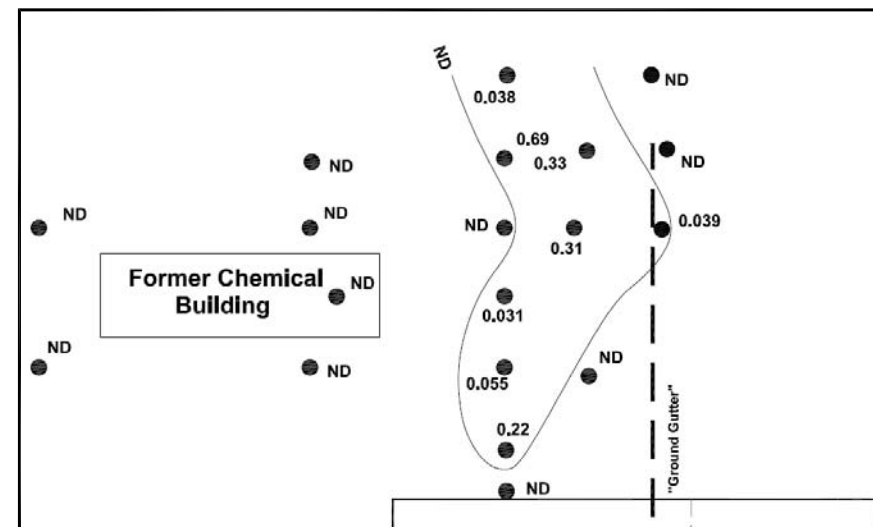 ND
0.038
ND
0.69
0.33
ND
ND
ND
ND
ND
0.31
0.039
Former Chemical
Building
ND
0.031
ND
ND
ND
0.055
0.22
ND
"Ground Gutter"